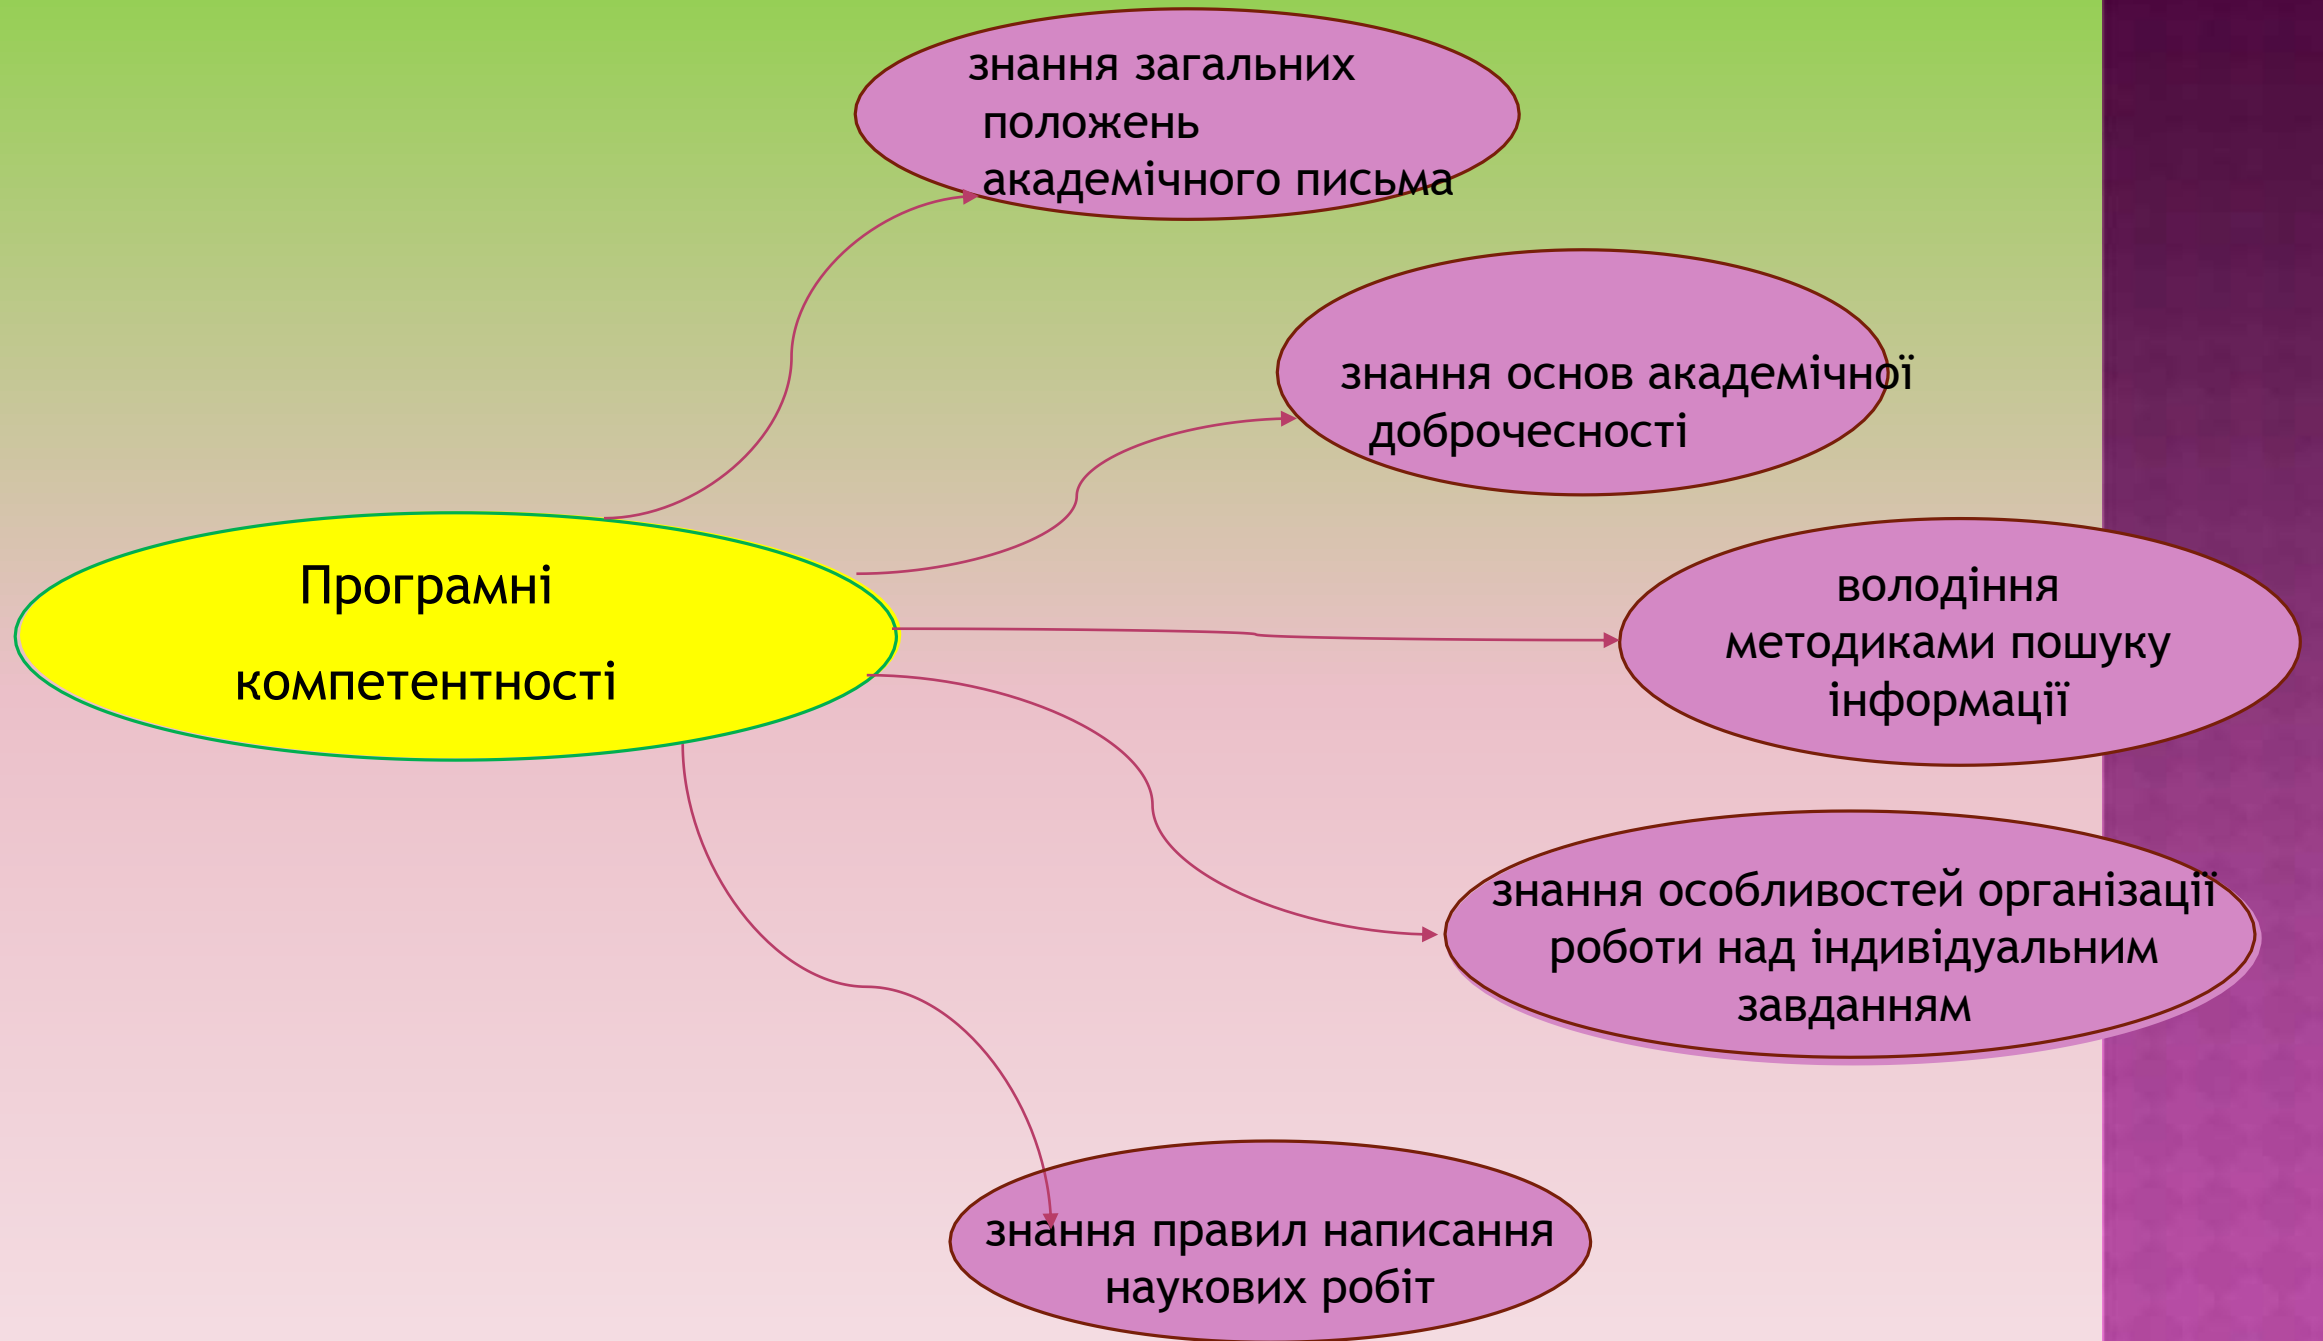 знання загальних
положень
академічного письма
знання основ академічної
доброчесності
Програмні
компетентності
володіння
методиками пошуку
інформації
знання особливостей організації
роботи над індивідуальним
завданням
знання правил написання
наукових робіт